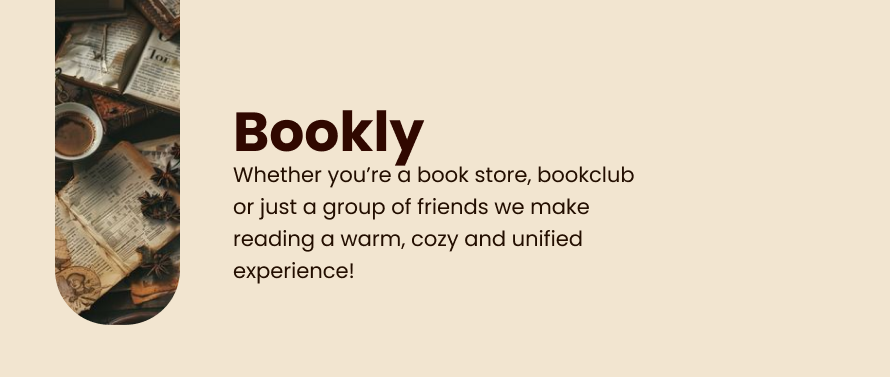 Bookly
Whether you’re a book store, bookclub
or just a group of friends we make
reading a warm, cozy and unified
experience!